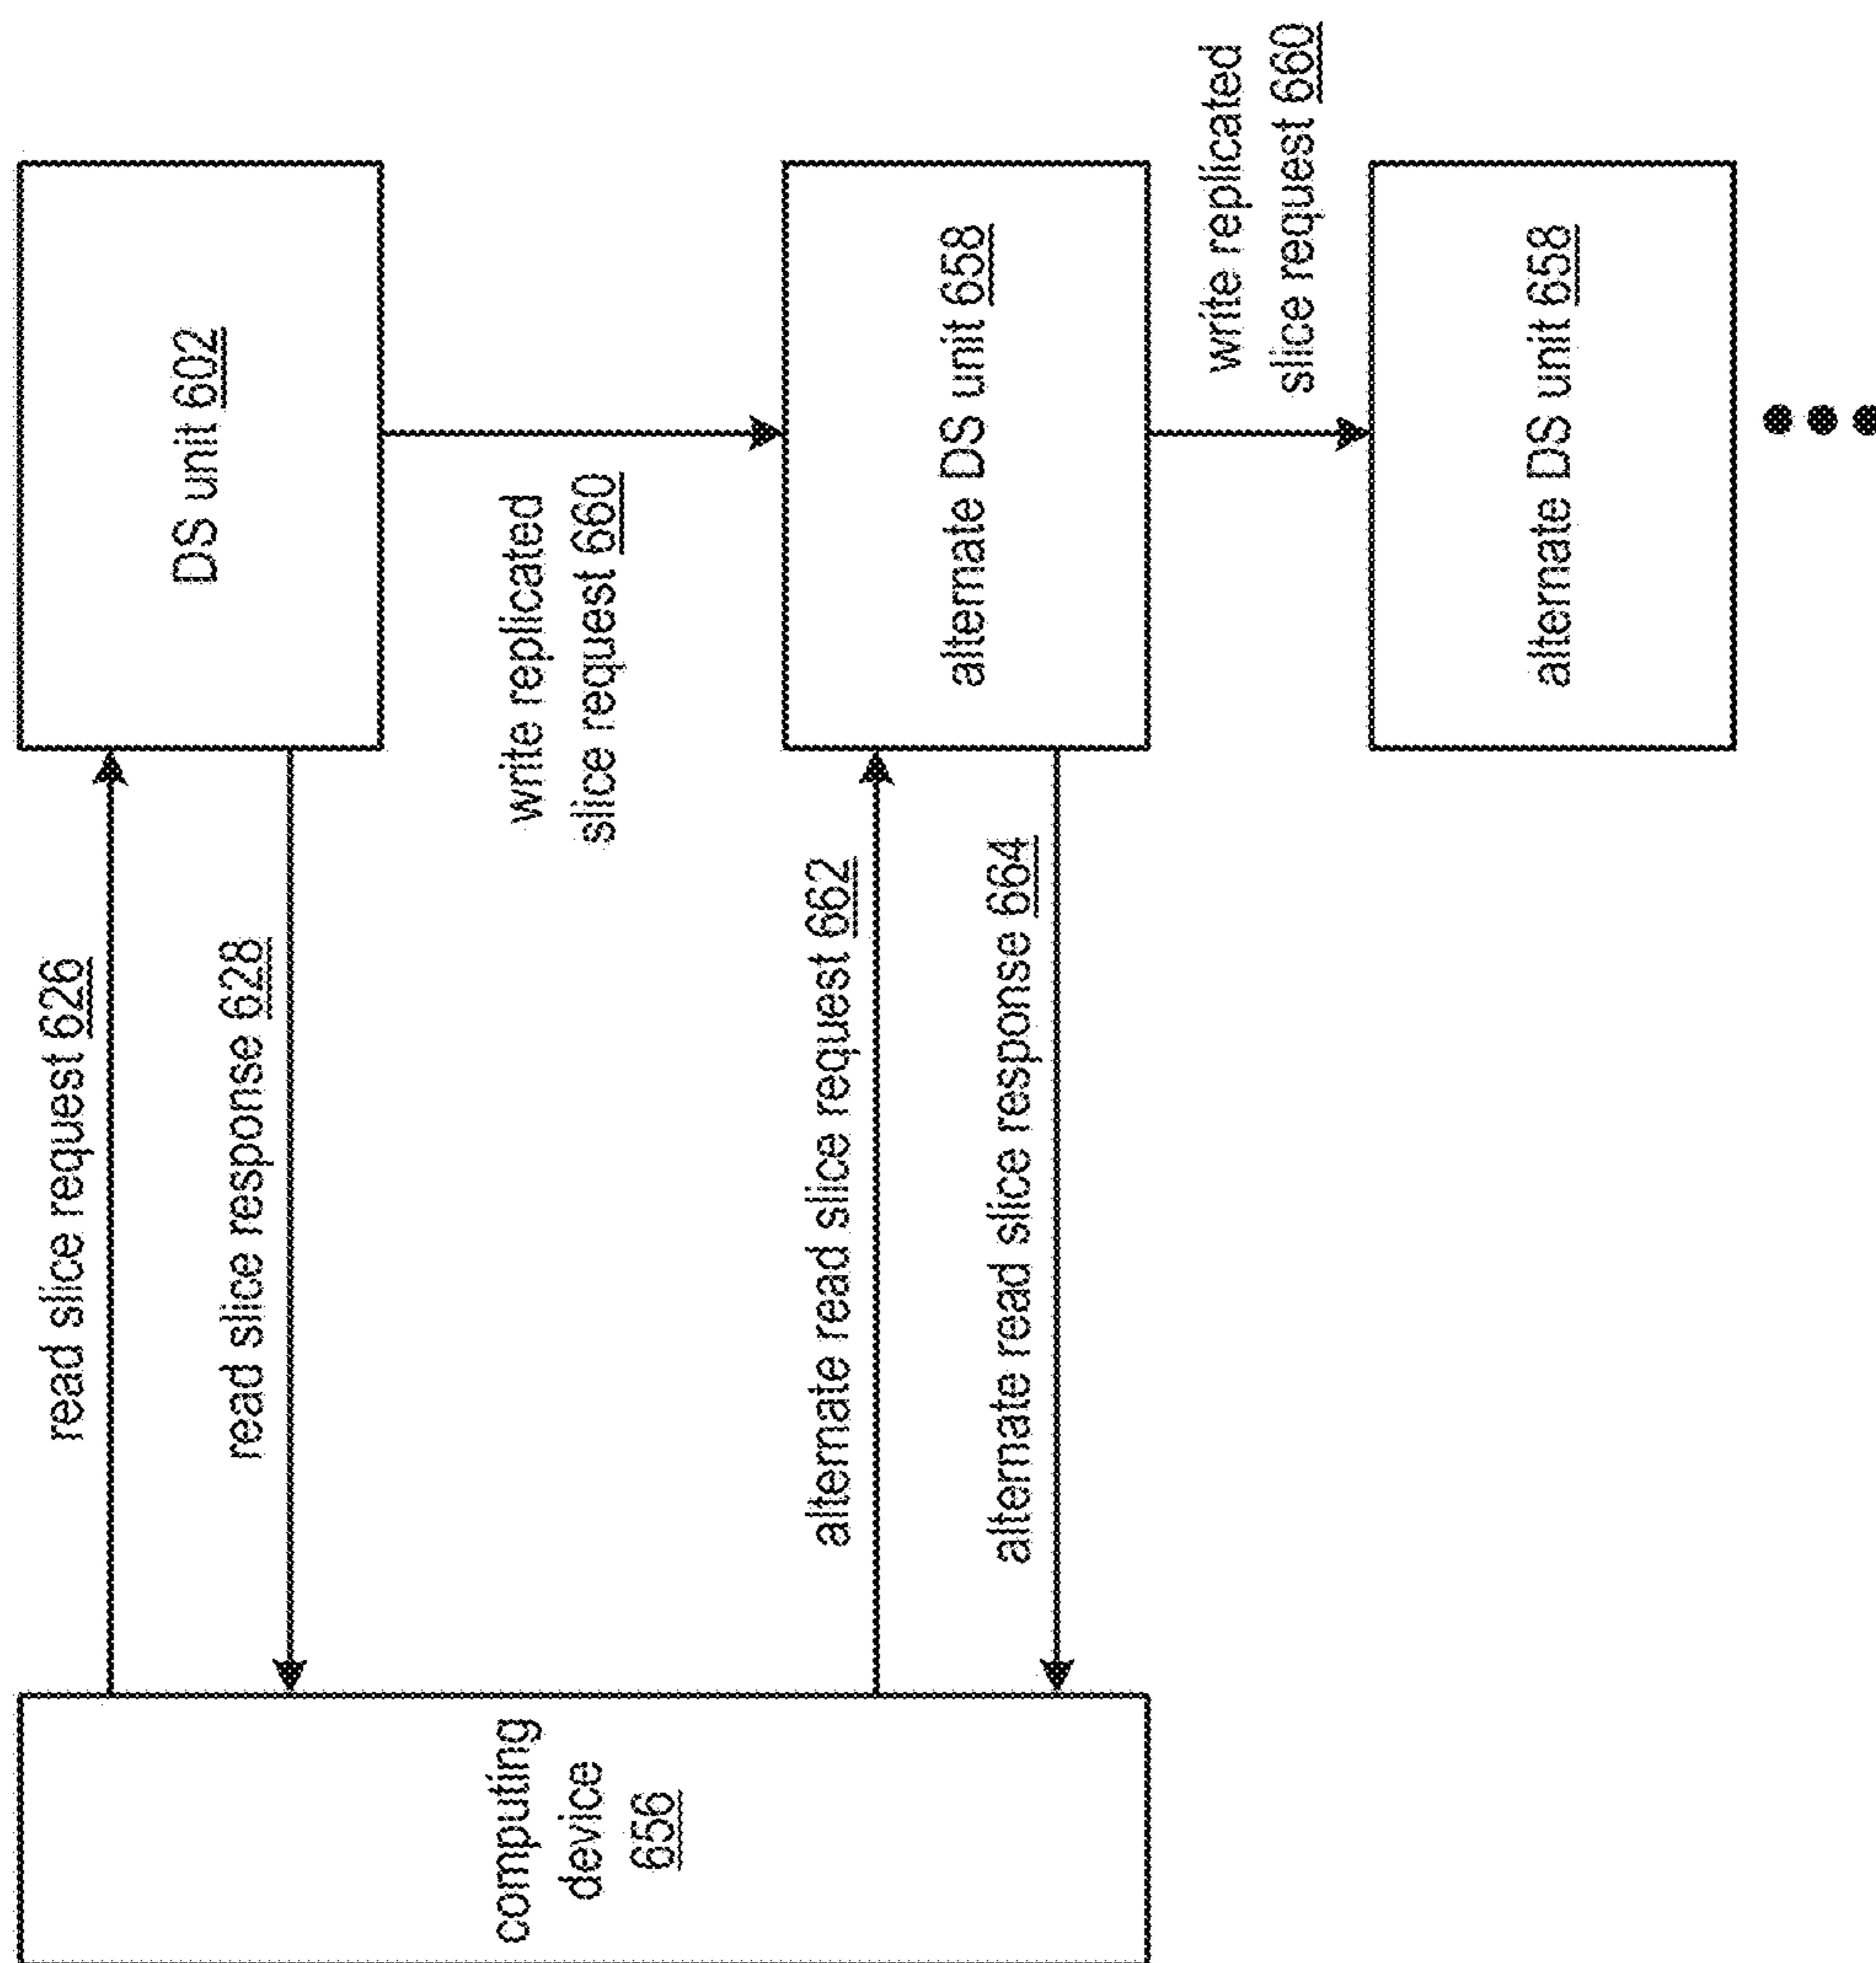 computing
device
656
read slice request 626
read slice response 628
DS unit 602
write replicated
slice request 660
alternate read slice request 662
alternate read slice response 664
alternate DS unit 658
write replicated
slice request 660
alternate DS unit 658